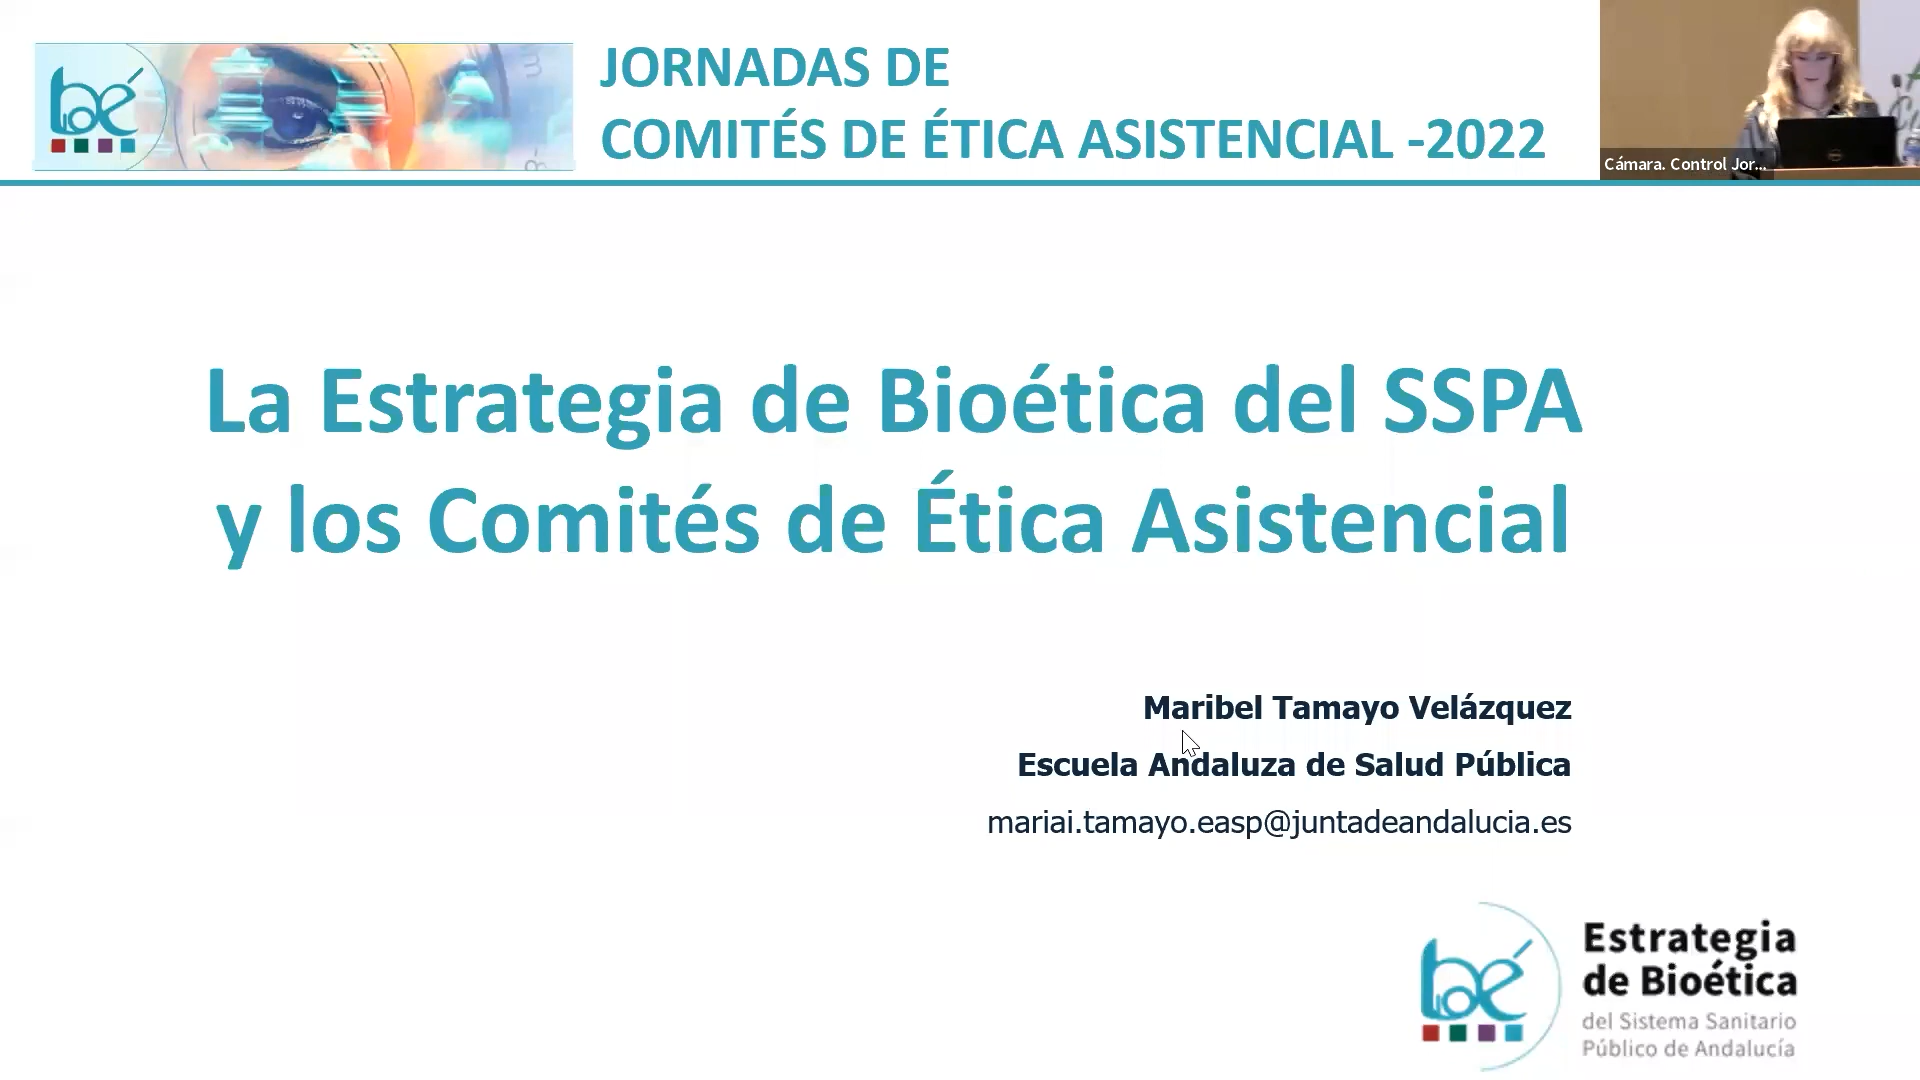 JORNADAS DE
COMITÉS DE ÉTICA ASISTENCIAL -2022
bioé
Cámara. Control Jor...
La Estrategia de Bioética del SSPA
y los Comités de Ética Asistencial
Maribel Tamayo Velázquez
Escuela Andaluza de Salud Pública
mariai.tamayo.easp@juntadeandalucia.es
bioé
Estrategia
de Bioética
del Sistema Sanitario
Público de Andalucía